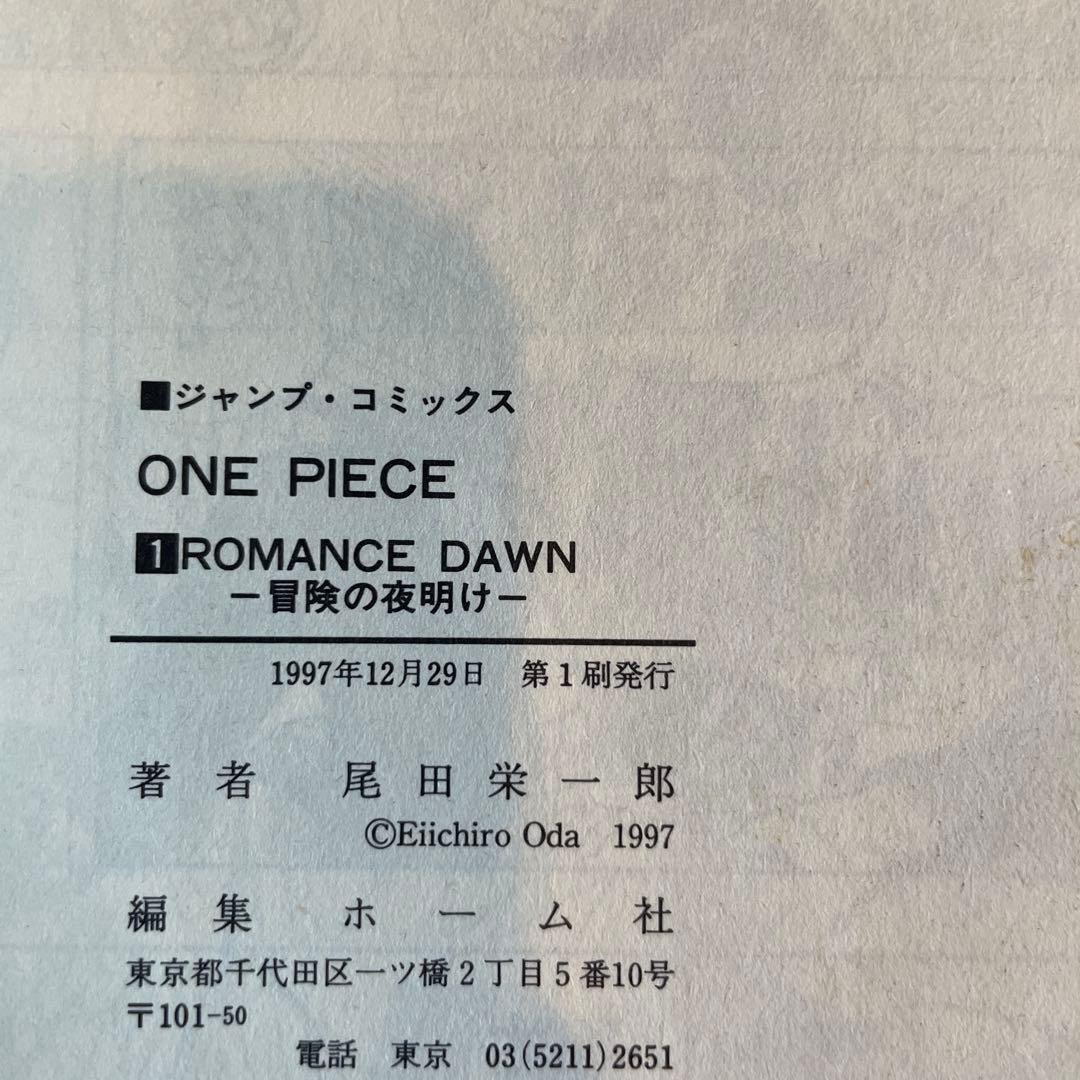 ■ジャンプ・コミックス
ONE PIECE
1ROMANCE DAWN
－冒険の夜明け－
1997年12月29日　第1刷発行
著者　尾田栄一郎
©Eiichiro Oda　1997
編集　ホーム社
東京都千代田区一ツ橋2丁目5番10号
〒101-50
電話　東京　03(5211)2651